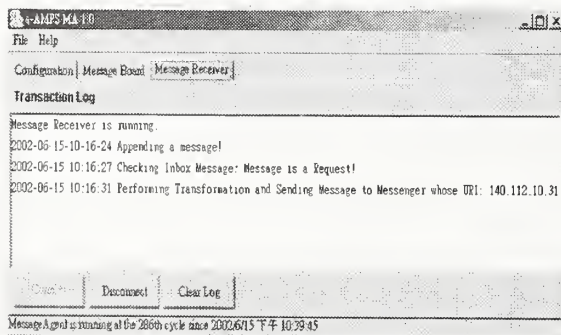 s-AMPS MA 1.0
File Help
Configuration Message Board Message Receiver
Transaction Log
Message Receiver is running.
2002-06-15-10-16-24 Appending a message!
2002-06-15 10:16:27 Checking Inbox Message: Message is a Request!
2002-06-15 10:16:31 Performing Transformation and Sending Message to Messenger whose URI: 140.112.10.31
Disconnect Clear Log
Message Agent is running at the 286th cycle since 2002/6/15 下午 10:39:45